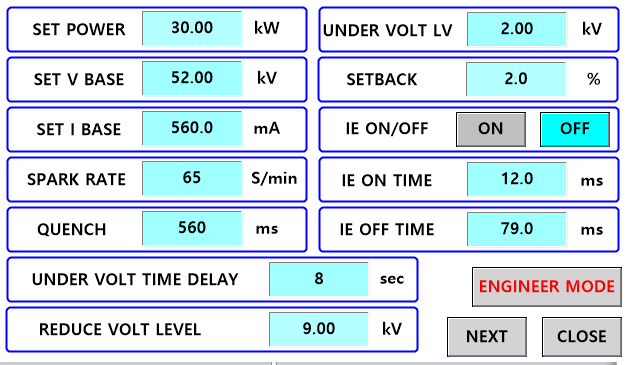 SET POWER 30.00 kW
UNDER VOLT LV 2.00 kV
SET V BASE 52.00 kV
SETBACK 2.0 %
SET I BASE 560.0 mA
IE ON/OFF ON OFF
SPARK RATE 65 S/min
IE ON TIME 12.0 ms
QUENCH 560 ms
IE OFF TIME 79.0 ms
UNDER VOLT TIME DELAY 8 sec
ENGINEER MODE
REDUCE VOLT LEVEL 9.00 kV
NEXT CLOSE